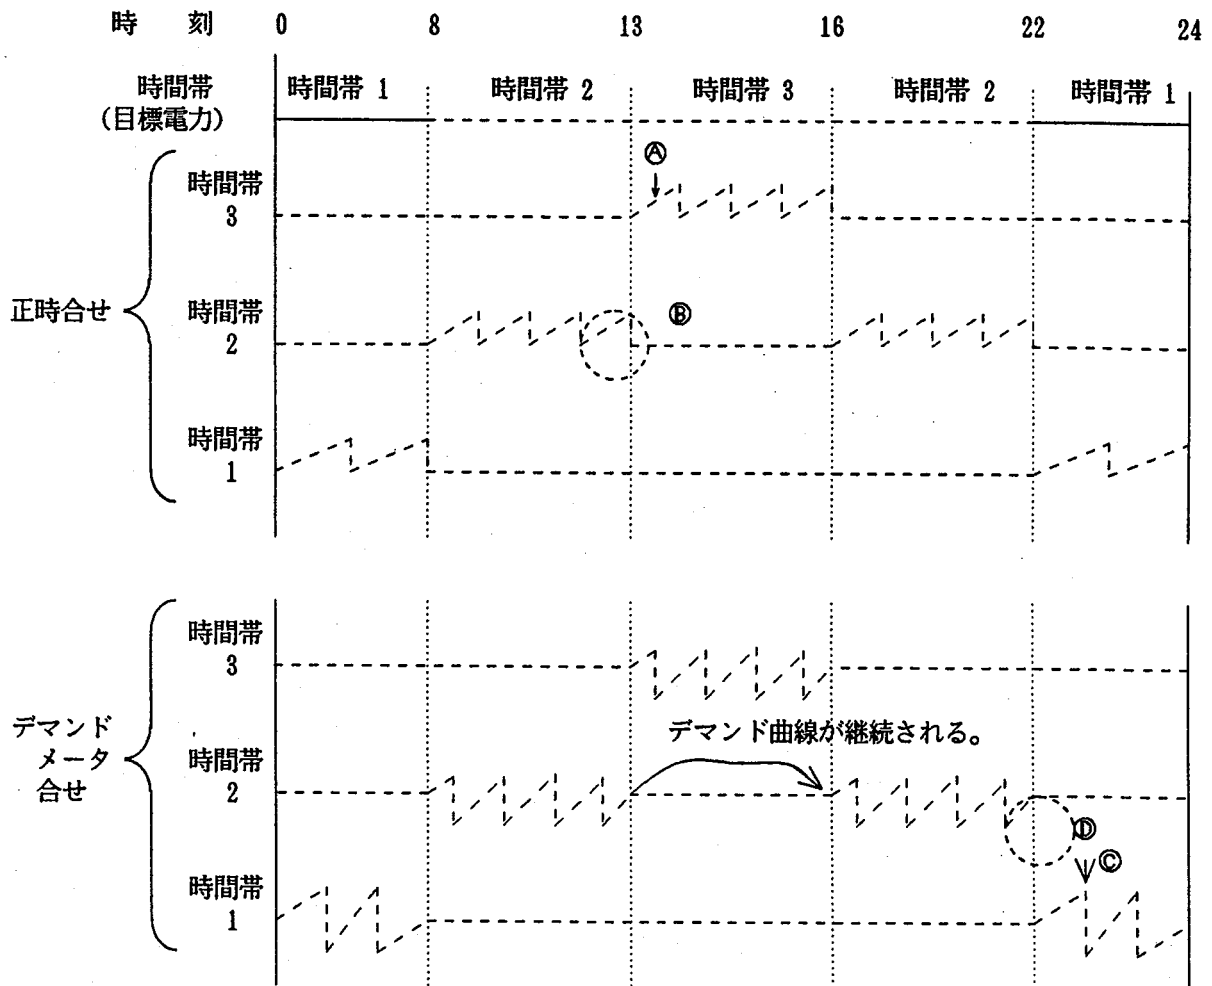 時 刻 0 8 13 16 22 24
時間帯 時間帯 1 時間帯 2 時間帯 3 時間帯 2 時間帯 1
(目標電力)
Ⓐ
時間帯
3
正時合せ
時間帯
2
Ⓑ
時間帯
1
時間帯
3
デマンド
メータ
合せ
デマンド曲線が継続される。
時間帯
2
Ⓓ
Ⓒ
時間帯
1